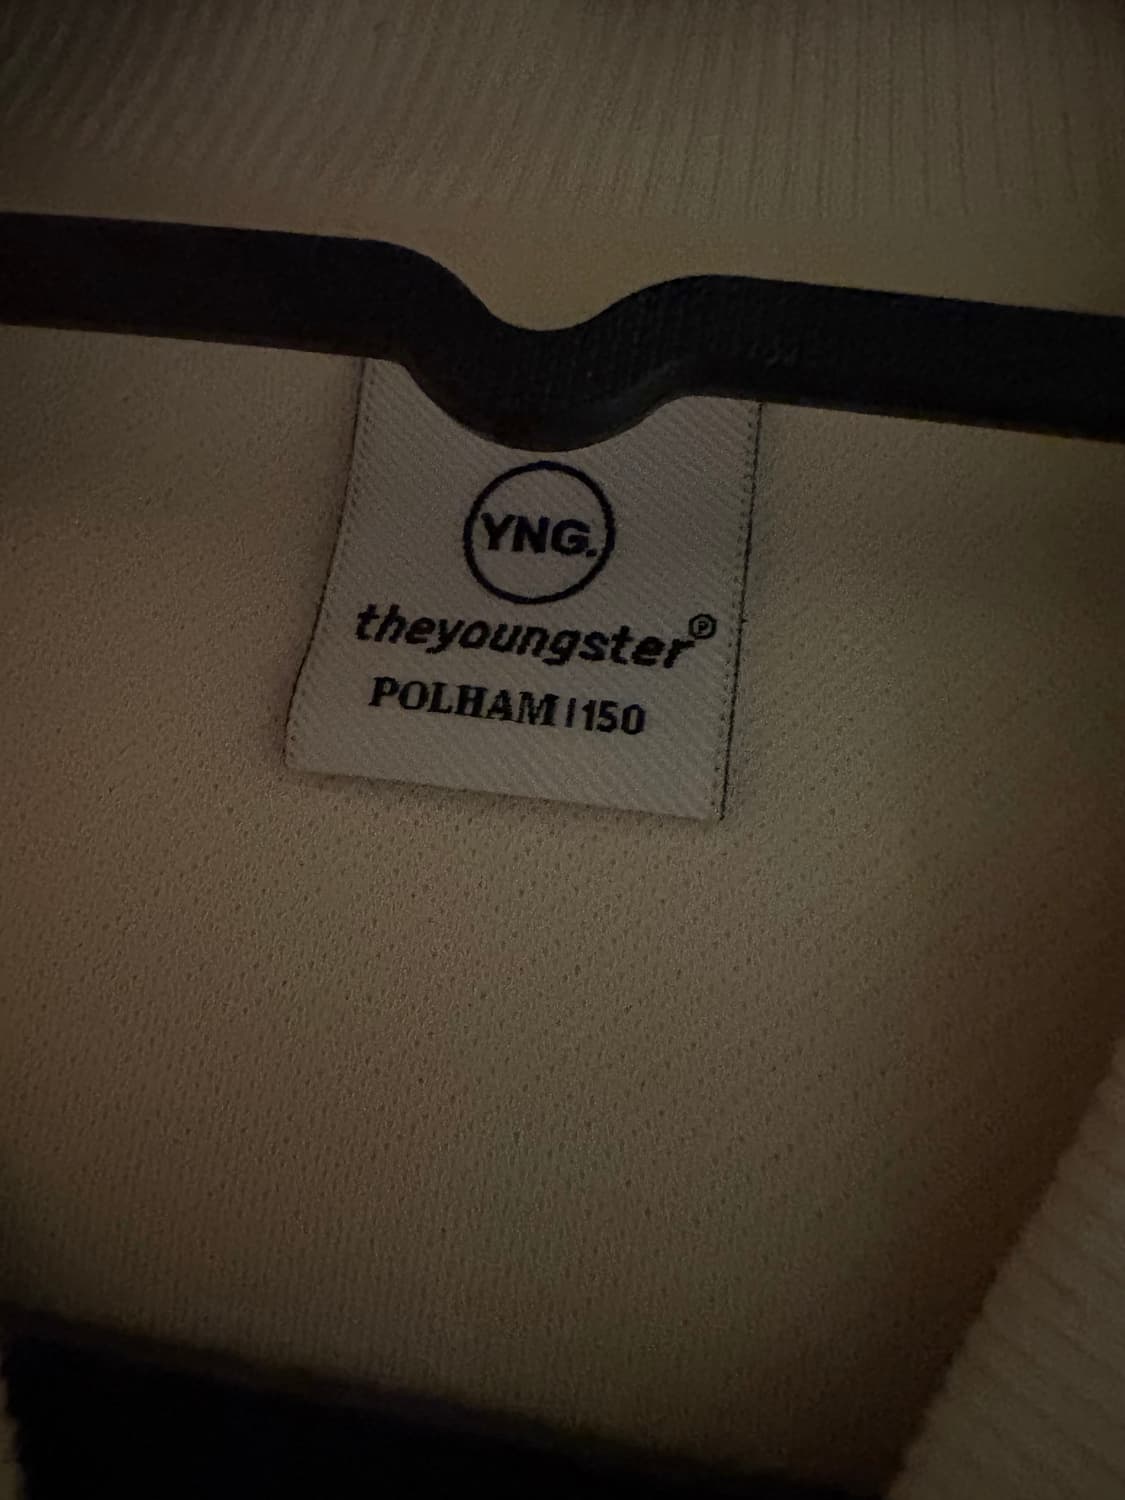 YNG.
theyoungster℗
POLHAM | 150